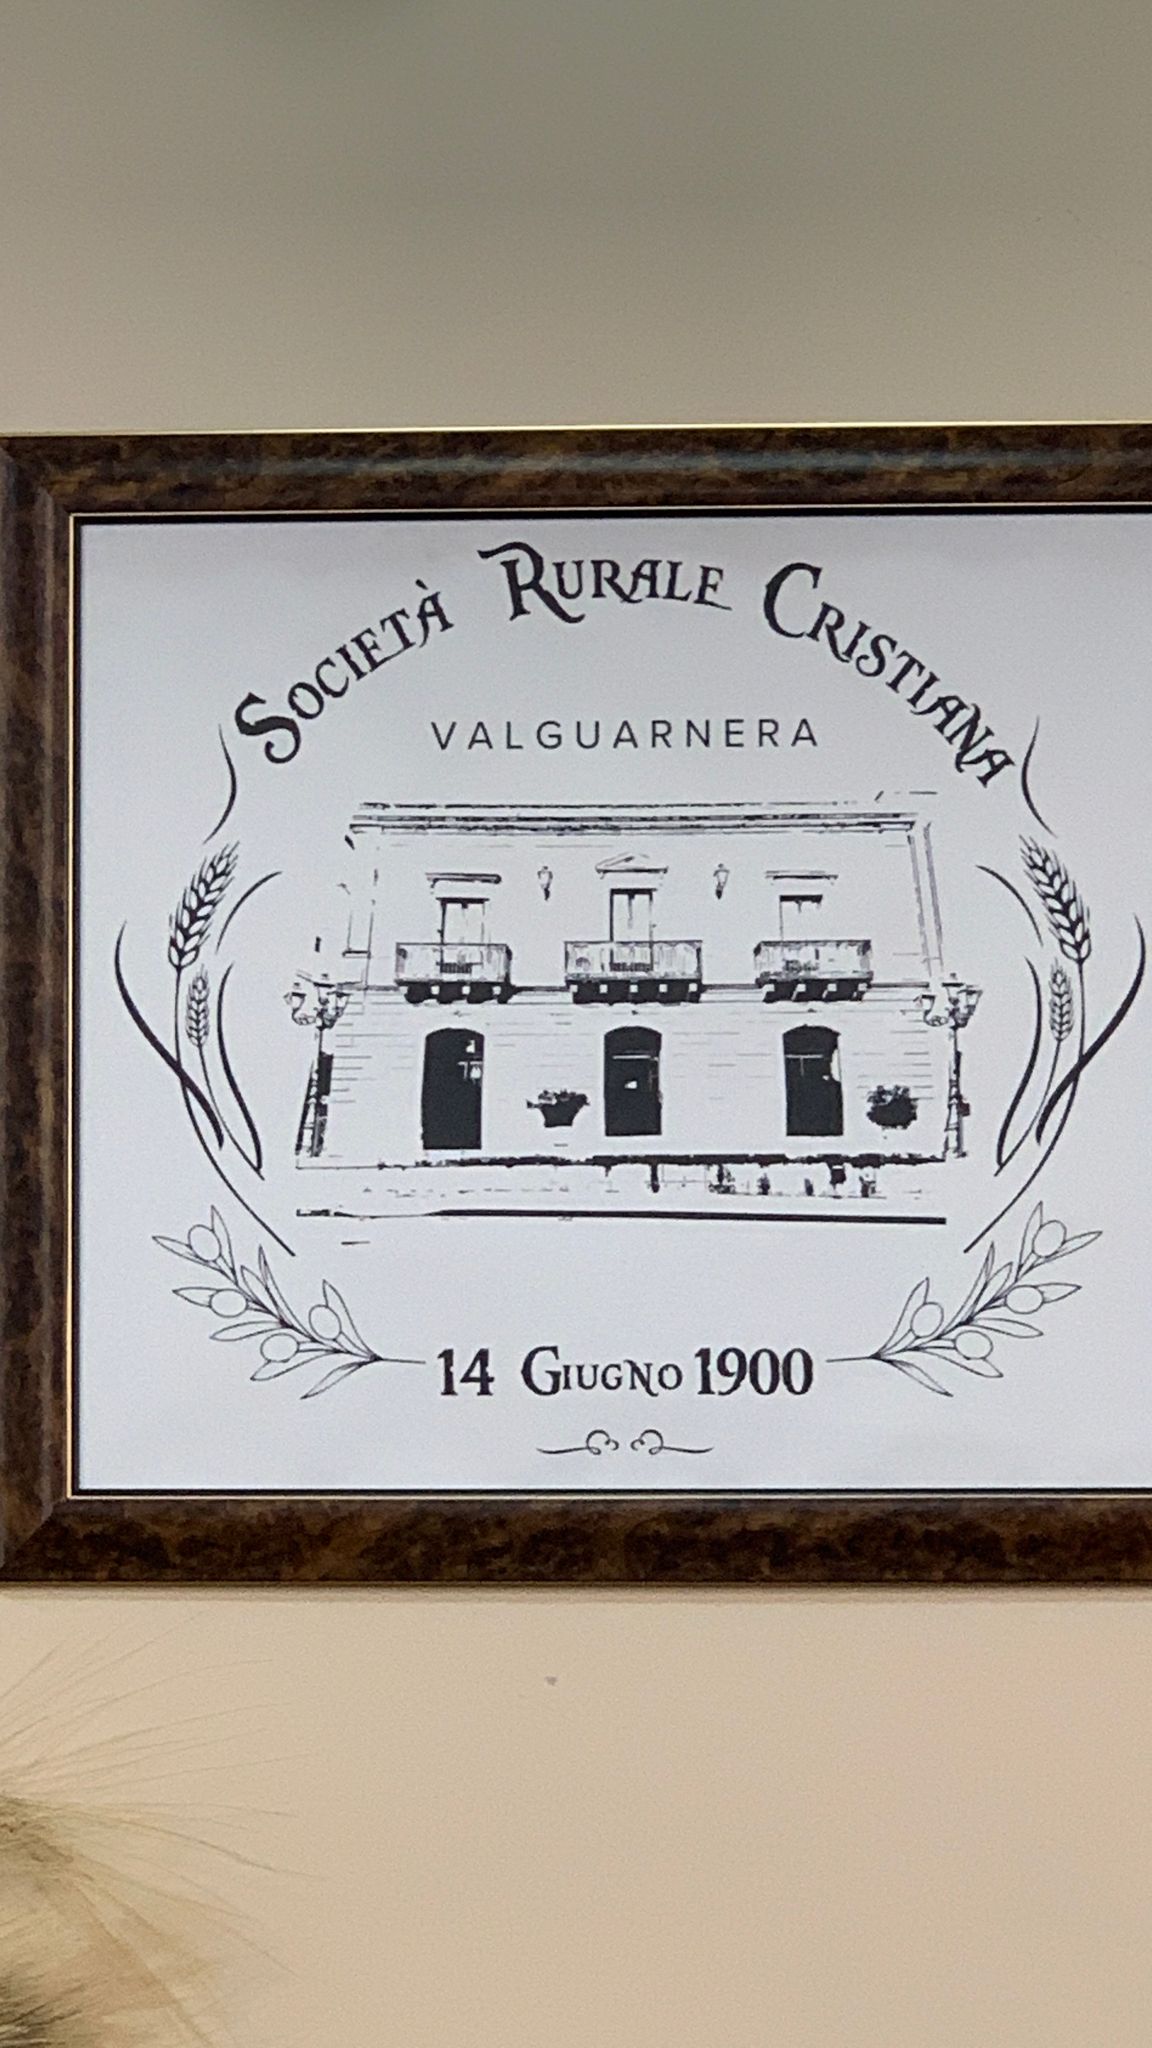 Società Rurale Cristiana
VALGUARNERA
14 Giugno 1900